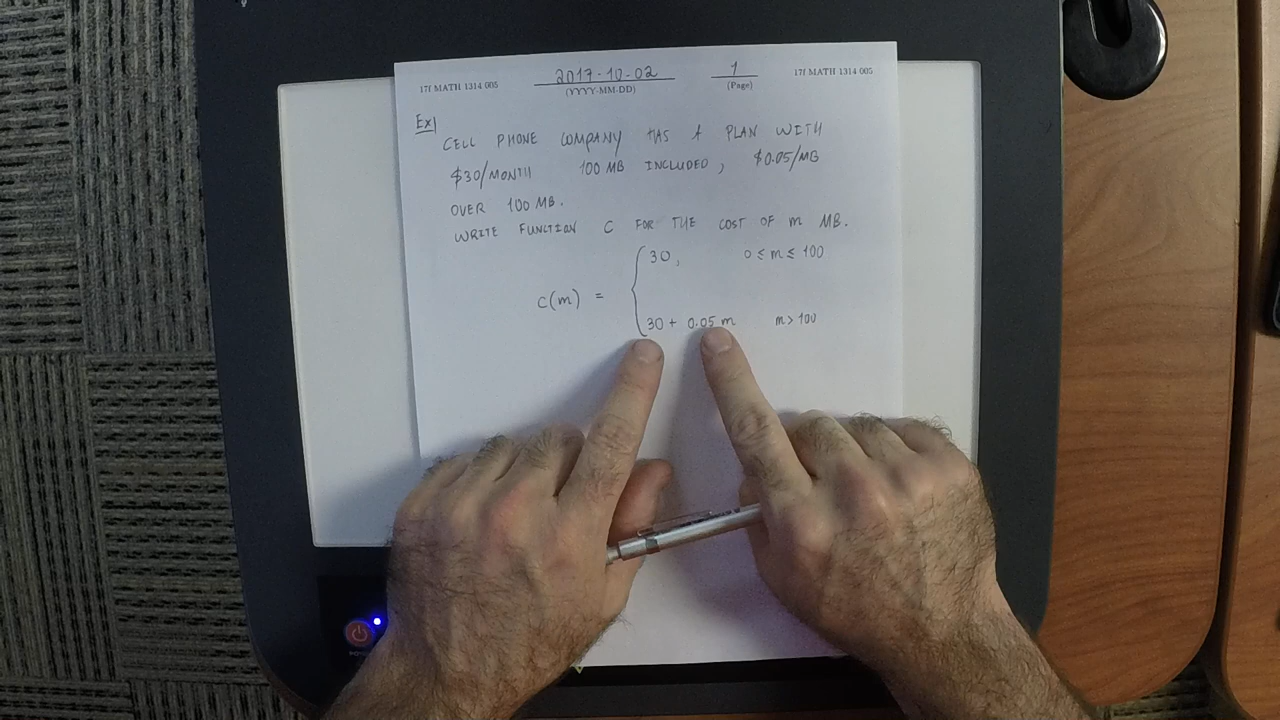 17f MATH 1314 005 2017-10-02 1 17f MATH 1314 005
(YYYY-MM-DD) (Page)
Ex1
CELL PHONE COMPANY HAS A PLAN WITH
$30/MONTH 100 MB INCLUDED, $0.05/MB
OVER 100 MB.
WRITE FUNCTION C FOR THE COST OF m MB.
30, 0 ≤ m ≤ 100
C(m) =
30 + 0.05 m m > 100